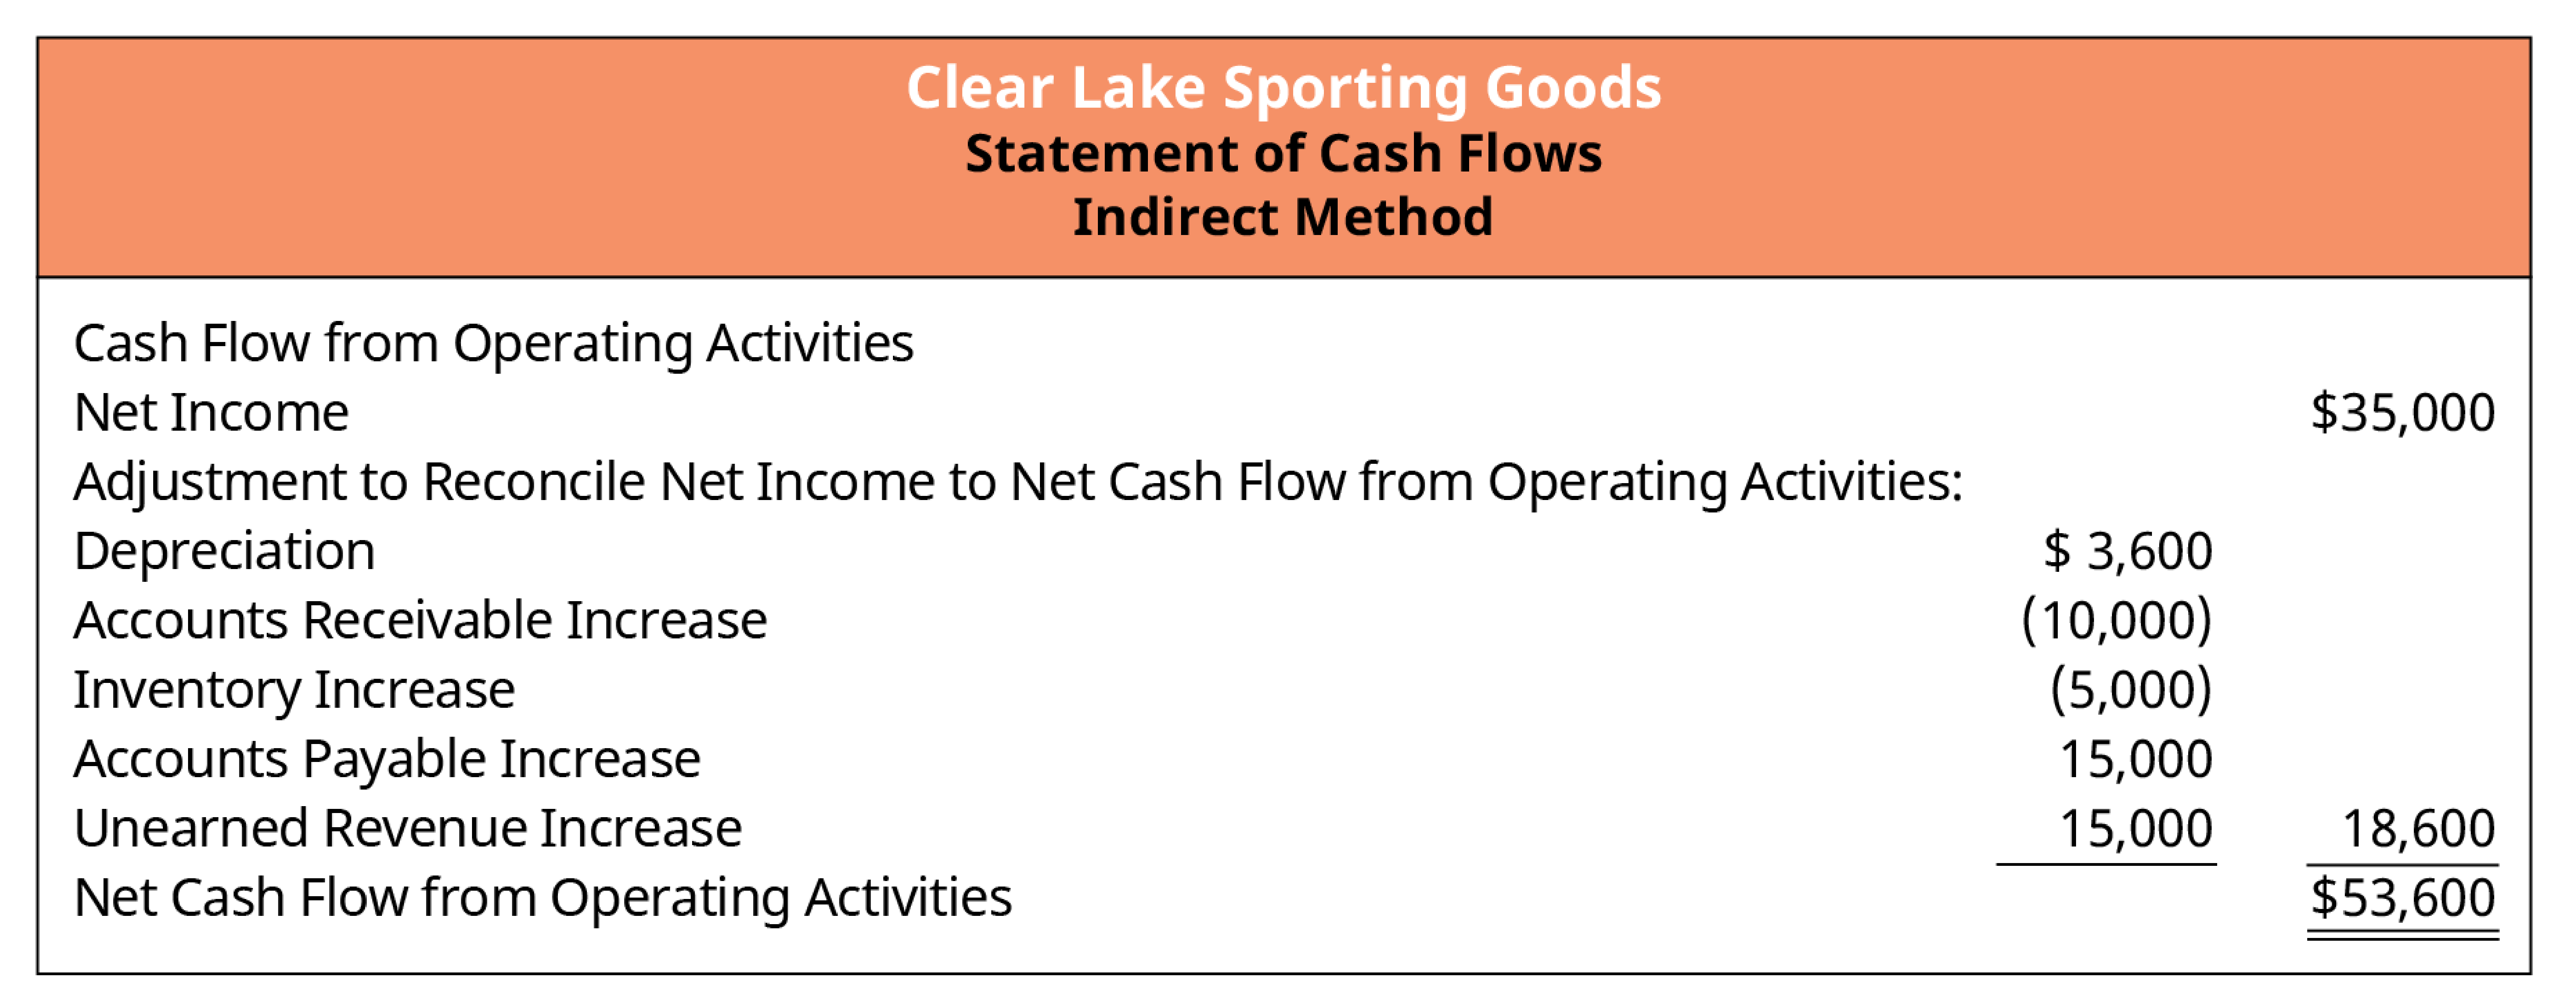 Clear Lake Sporting Goods
Statement of Cash Flows
Indirect Method
Cash Flow from Operating Activities
Net Income $35,000
Adjustment to Reconcile Net Income to Net Cash Flow from Operating Activities:
Depreciation $ 3,600
Accounts Receivable Increase (10,000)
Inventory Increase (5,000)
Accounts Payable Increase 15,000
Unearned Revenue Increase 15,000 18,600
Net Cash Flow from Operating Activities $53,600